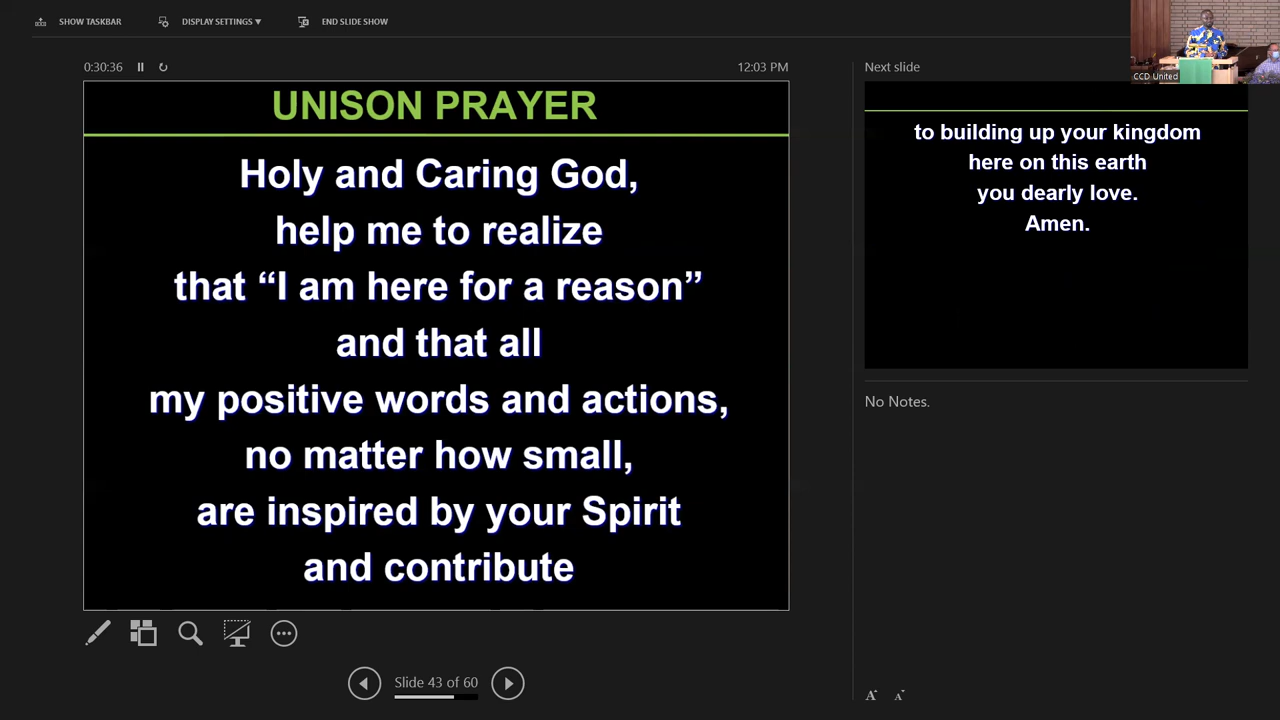 SHOW TASKBAR
DISPLAY SETTINGS ▾
END SLIDE SHOW
CCD United
0:30:36
12:03 PM
UNISON PRAYER
Holy and Caring God,
help me to realize
that “I am here for a reason”
and that all
my positive words and actions,
no matter how small,
are inspired by your Spirit
and contribute
Slide 43 of 60
Next slide
to building up your kingdom
here on this earth
you dearly love.
Amen.
No Notes.
A A